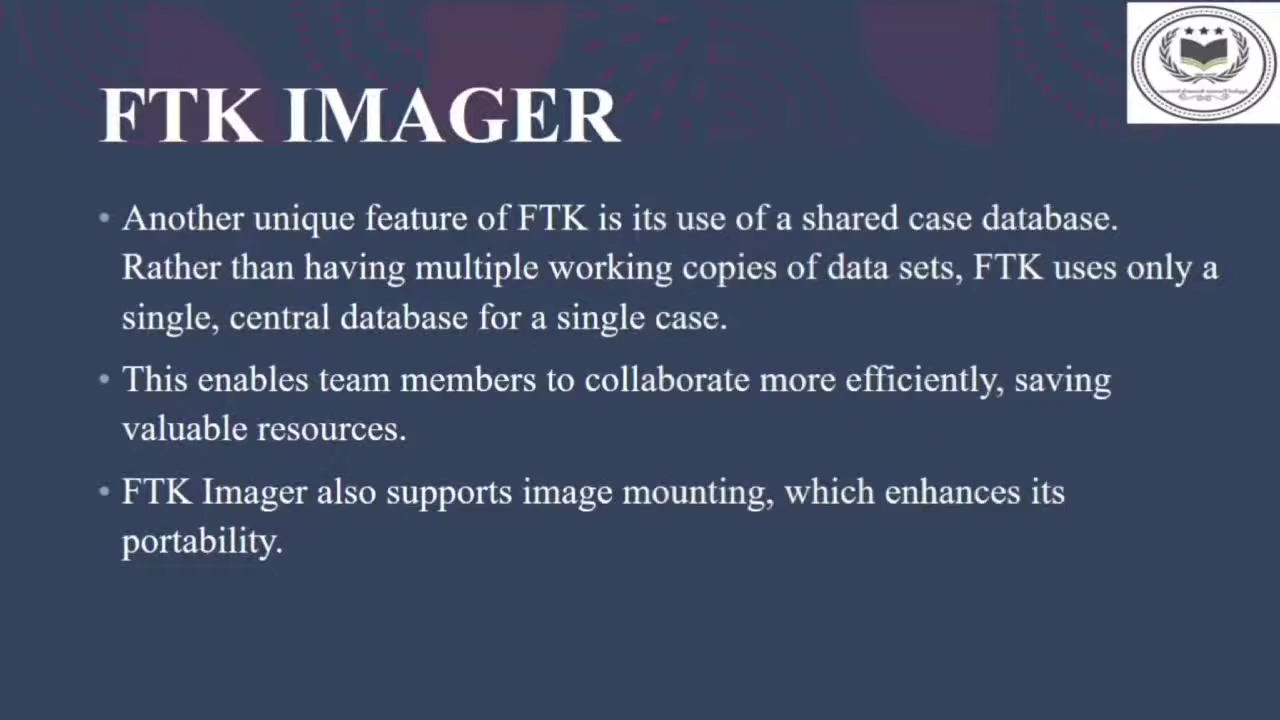 FTK IMAGER
• Another unique feature of FTK is its use of a shared case database.
Rather than having multiple working copies of data sets, FTK uses only a
single, central database for a single case.
• This enables team members to collaborate more efficiently, saving
valuable resources.
• FTK Imager also supports image mounting, which enhances its
portability.